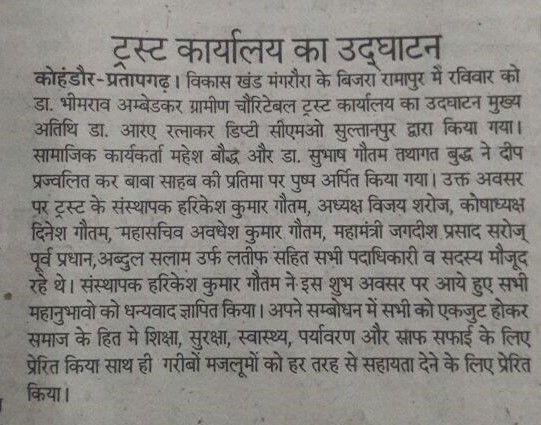 ट्रस्ट कार्यालय का उद्घाटन
कोहंडौर-प्रतापगढ़। विकास खंड मंगरौरा के बिजरा रामापुर में रविवार को
डा. भीमराव अम्बेडकर ग्रामीण चौरिटेबल ट्रस्ट कार्यालय का उदघाटन मुख्य
अतिथि डा. आरए रत्नाकर डिप्टी सीएमओ सुल्तानपुर द्वारा किया गया।
सामाजिक कार्यकर्ता महेश बौद्ध और डा. सुभाष गौतम तथागत बुद्ध ने दीप
प्रज्वलित कर बाबा साहब की प्रतिमा पर पुष्प अर्पित किया गया। उक्त अवसर
पर ट्रस्ट के संस्थापक हरिकेश कुमार गौतम, अध्यक्ष विजय शरोज, कोषाध्यक्ष
दिनेश गौतम, महासचिव अवधेश कुमार गौतम, महामंत्री जगदीश प्रसाद सरोज्
पूर्व प्रधान,अब्दुल सलाम उर्फ लतीफ सहित सभी पदाधिकारी व सदस्य मौजूद
रहे थे। संस्थापक हरिकेश कुमार गौतम ने इस शुभ अवसर पर आये हुए सभी
महानुभावो को धन्यवाद ज्ञापित किया। अपने सम्बोधन में सभी को एकजुट होकर
समाज के हित मे शिक्षा, सुरक्षा, स्वास्थ्य, पर्यावरण और साफ सफाई के लिए
प्रेरित किया साथ ही गरीबों मजलूमों को हर तरह से सहायता देने के लिए प्रेरित
किया।